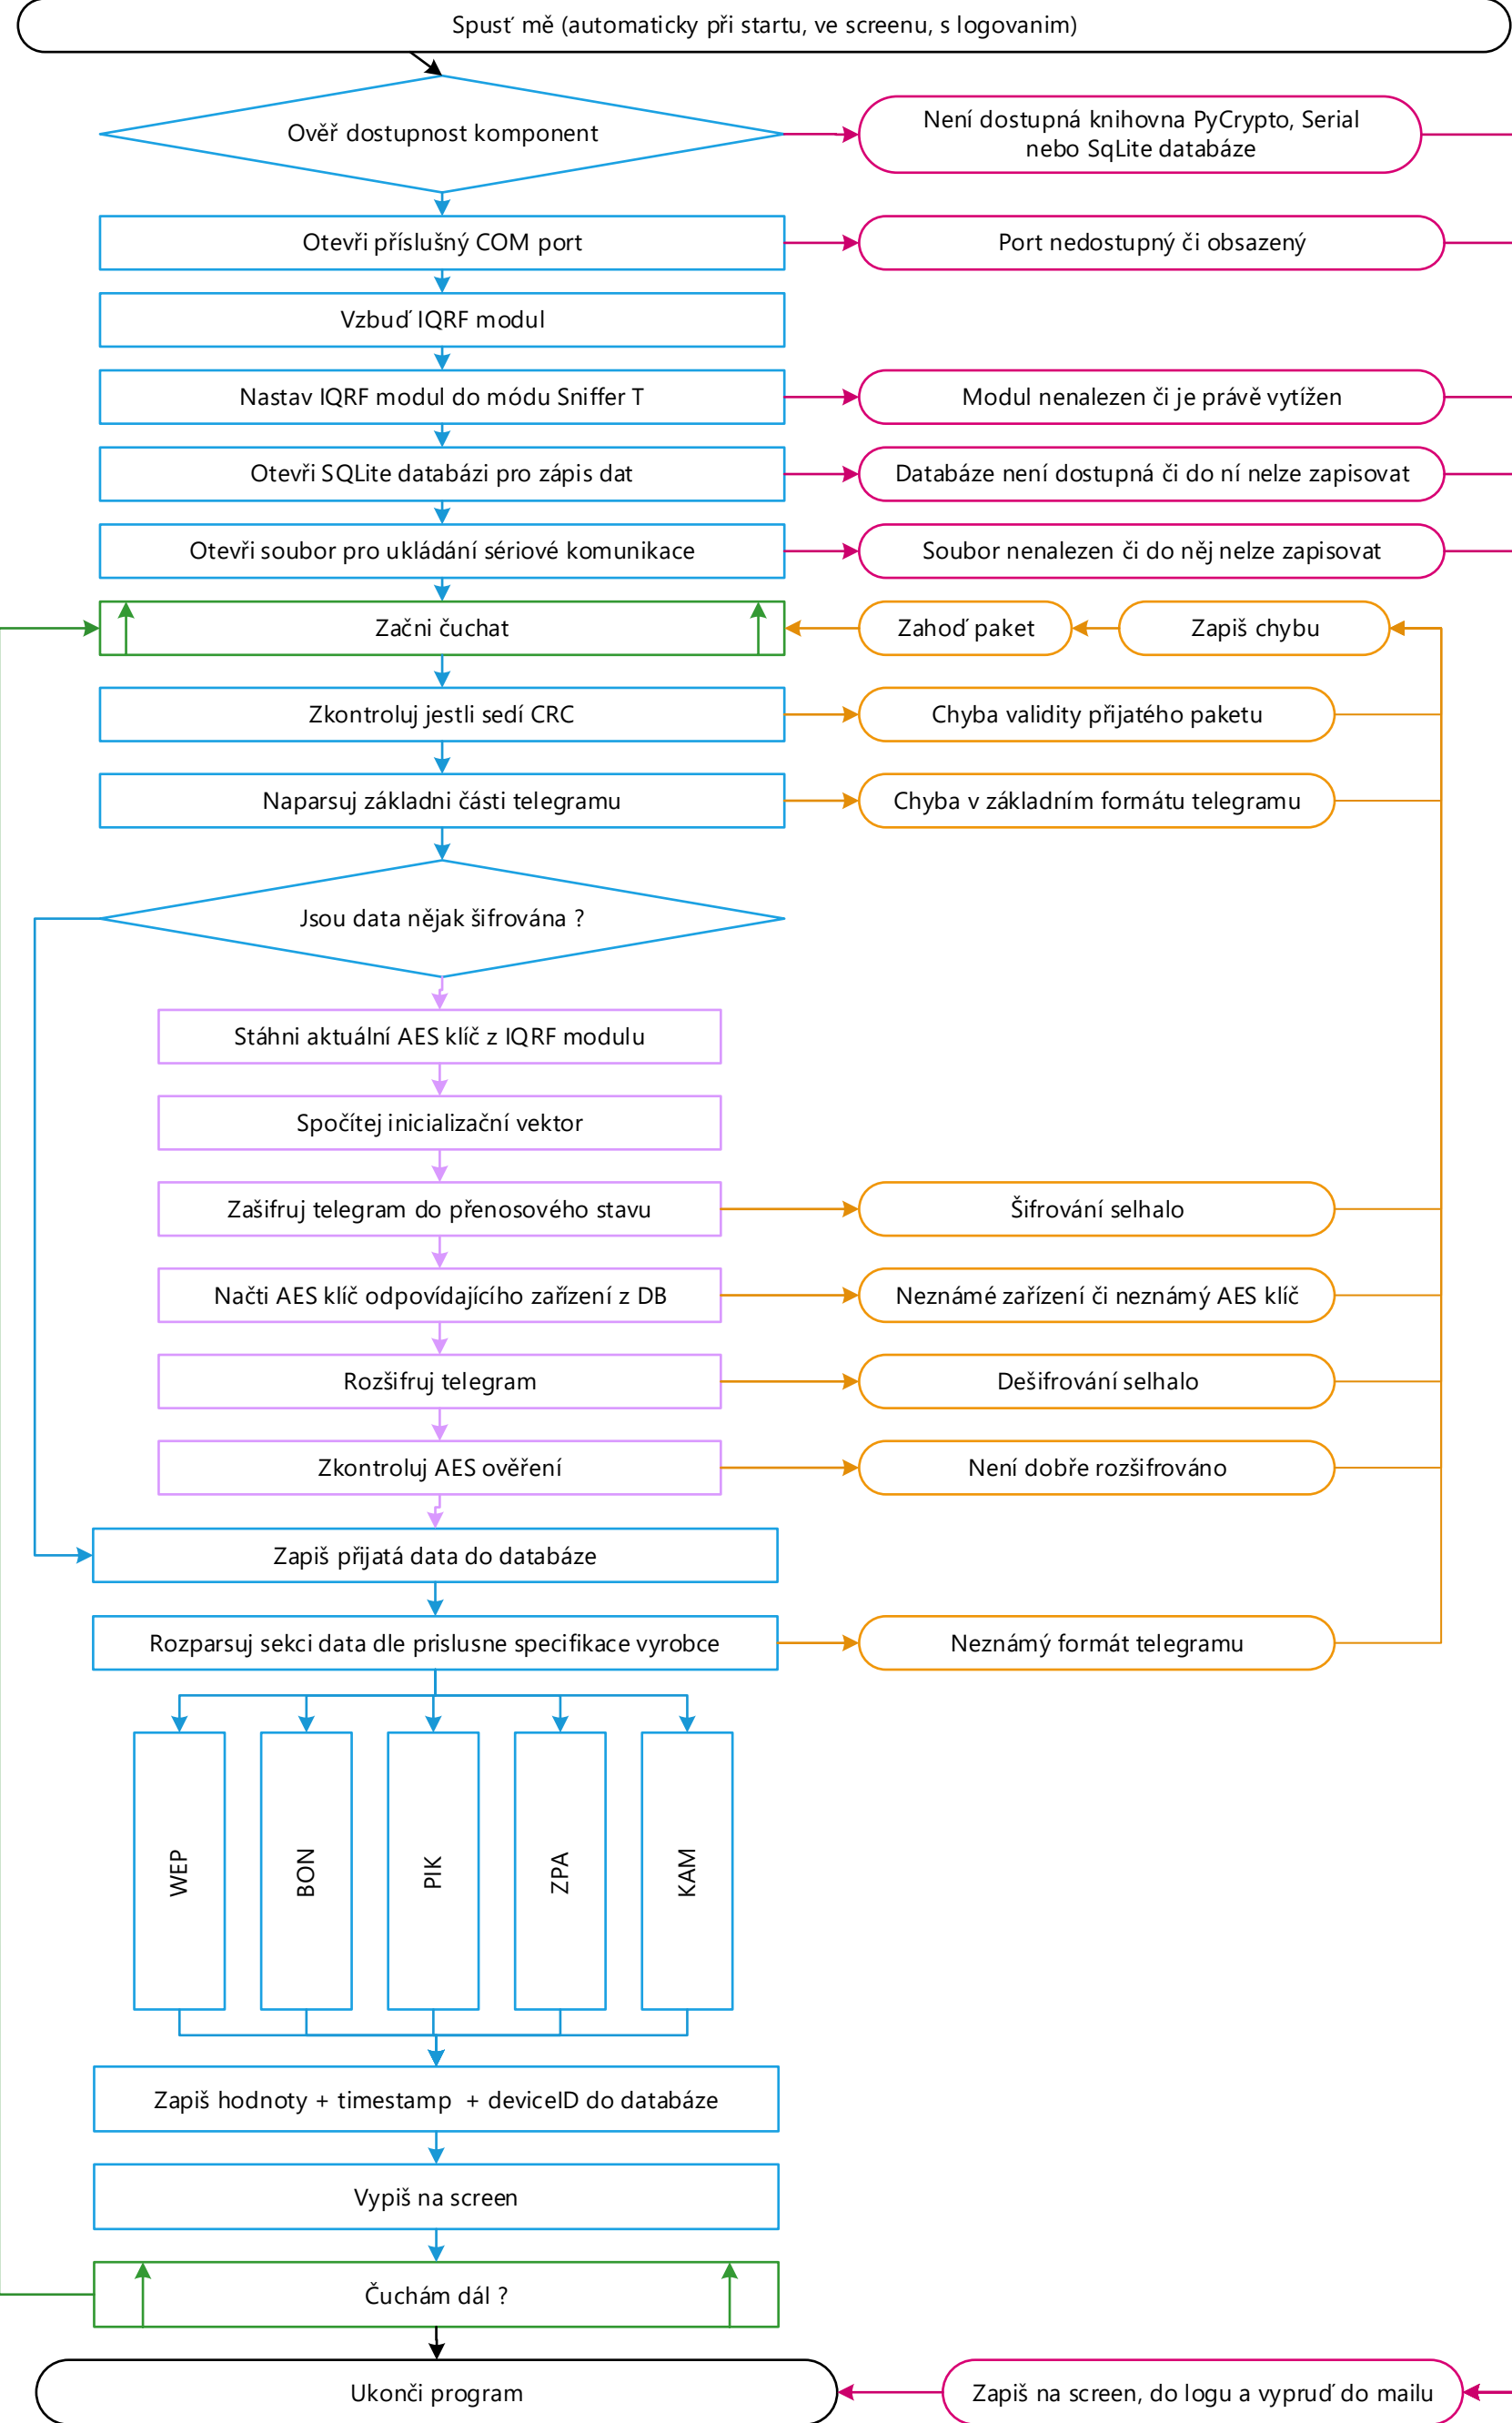 Spusť mě (automaticky při startu, ve screenu, s logovanim)
Ověř dostupnost komponent
Není dostupná knihovna PyCrypto, Serial
nebo SqLite databáze
Otevři příslušný COM port
Port nedostupný či obsazený
Vzbuď IQRF modul
Nastav IQRF modul do módu Sniffer T
Modul nenalezen či je právě vytížen
Otevři SQLite databázi pro zápis dat
Databáze není dostupná či do ní nelze zapisovat
Otevři soubor pro ukládání sériové komunikace
Soubor nenalezen či do něj nelze zapisovat
Začni čuchat
Zahoď paket
Zapiš chybu
Zkontroluj jestli sedí CRC
Chyba validity přijatého paketu
Naparsuj základni části telegramu
Chyba v základním formátu telegramu
Jsou data nějak šifrována ?
Stáhni aktuální AES klíč z IQRF modulu
Spočítej inicializační vektor
Zašifruj telegram do přenosového stavu
Šifrování selhalo
Načti AES klíč odpovídajícího zařízení z DB
Neznámé zařízení či neznámý AES klíč
Rozšifruj telegram
Dešifrování selhalo
Zkontroluj AES ověření
Není dobře rozšifrováno
Zapiš přijatá data do databáze
Rozparsuj sekci data dle prislusne specifikace vyrobce
Neznámý formát telegramu
WEP
BON
PIK
ZPA
KAM
Zapiš hodnoty + timestamp  + deviceID do databáze
Vypiš na screen
Čuchám dál ?
Ukonči program
Zapiš na screen, do logu a vypruď do mailu